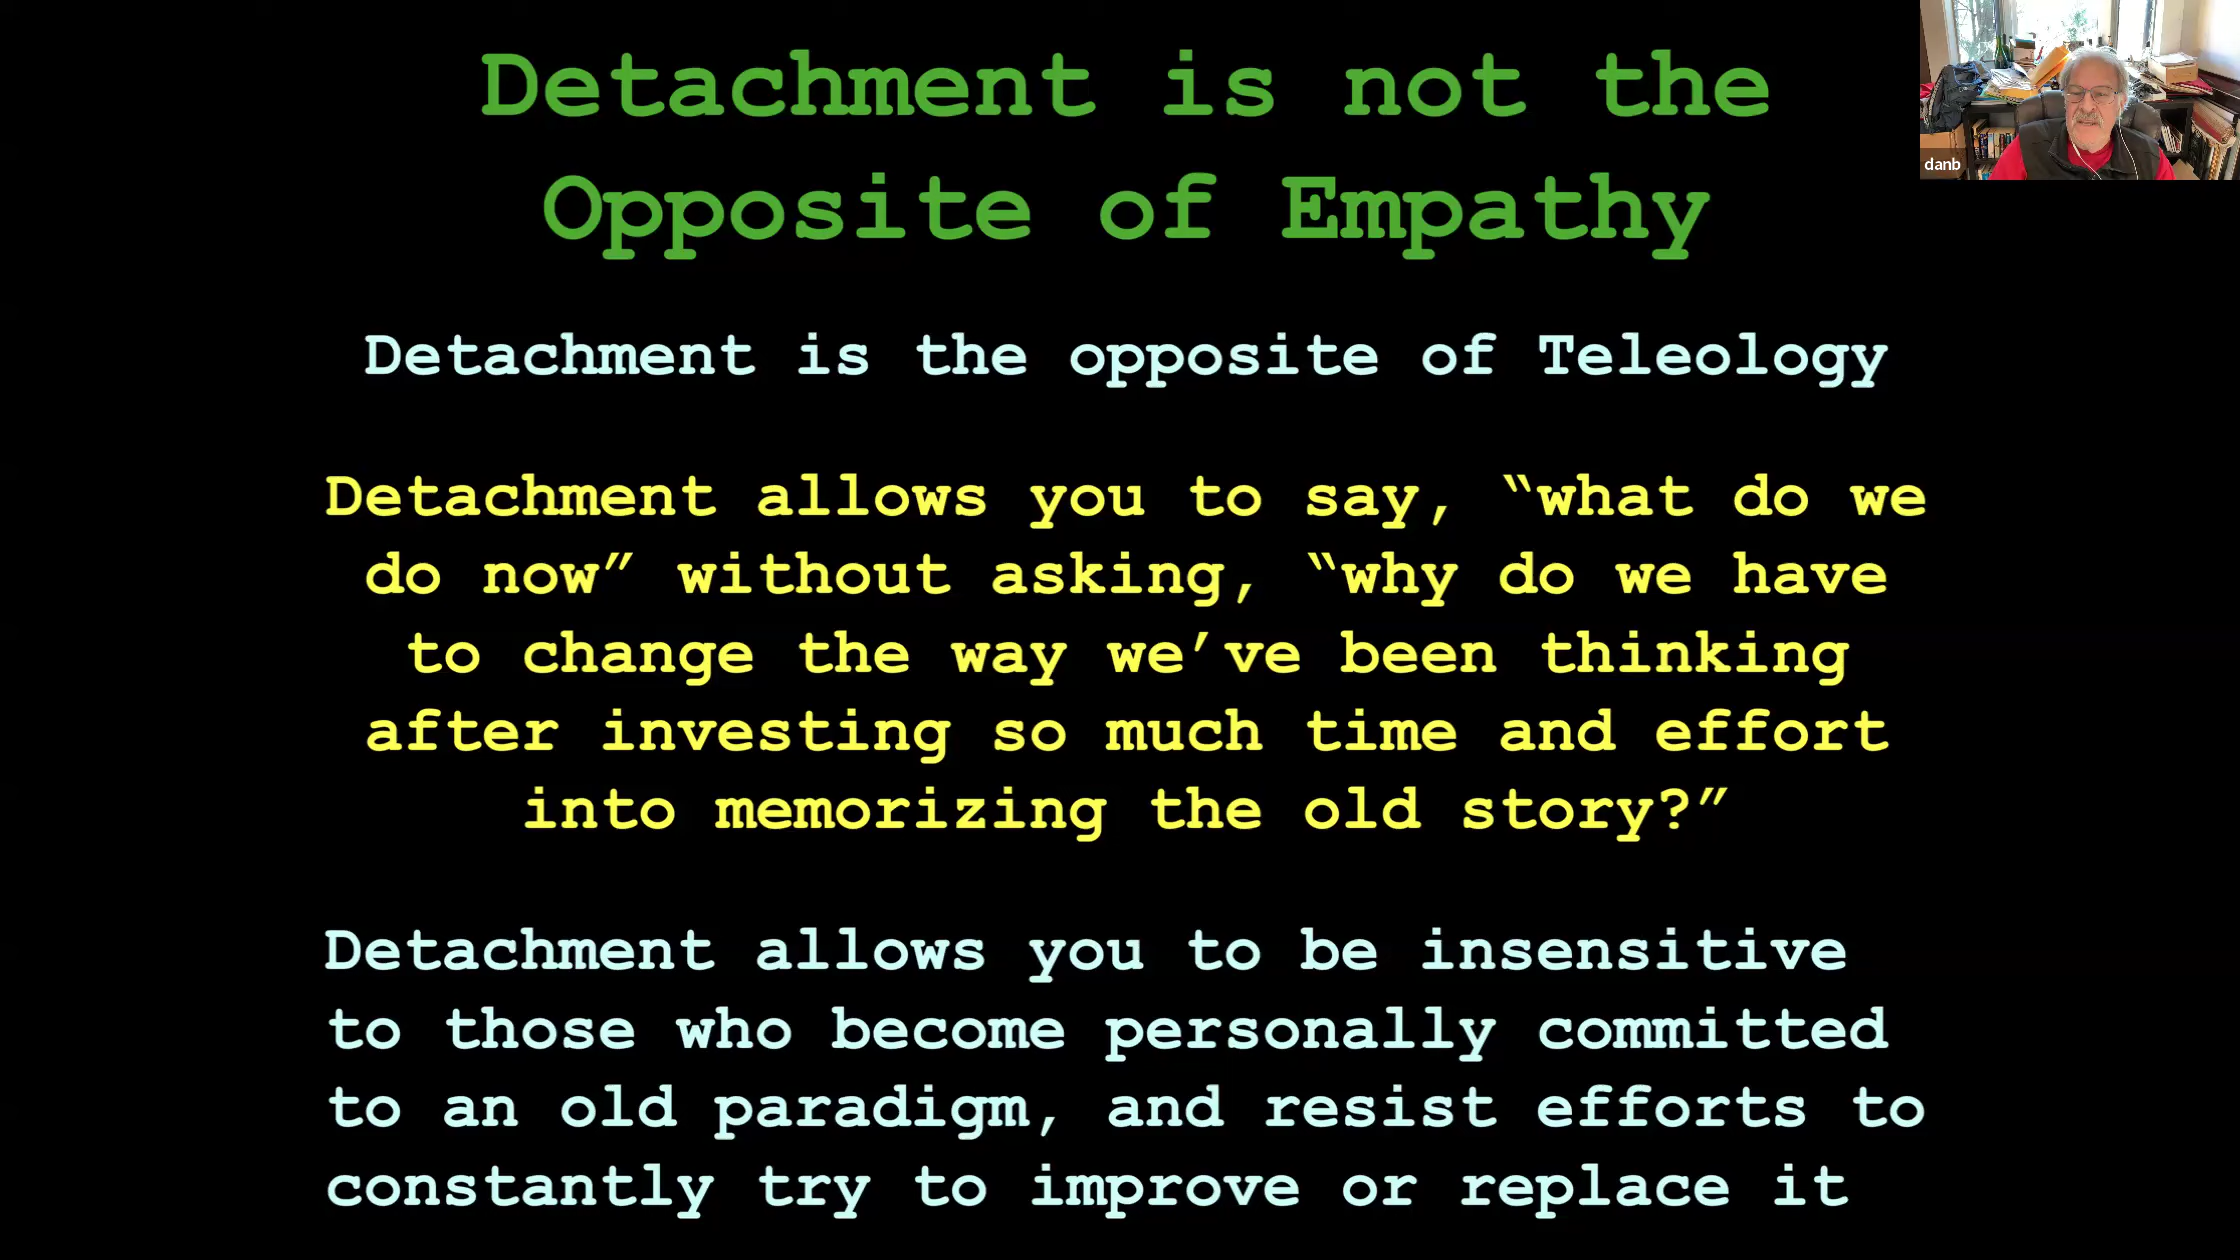 Detachment is not the
Opposite of Empathy
Detachment is the opposite of Teleology
Detachment allows you to say, “what do we
do now” without asking, “why do we have
to change the way we’ve been thinking
after investing so much time and effort
into memorizing the old story?”
Detachment allows you to be insensitive
to those who become personally committed
to an old paradigm, and resist efforts to
constantly try to improve or replace it
danb